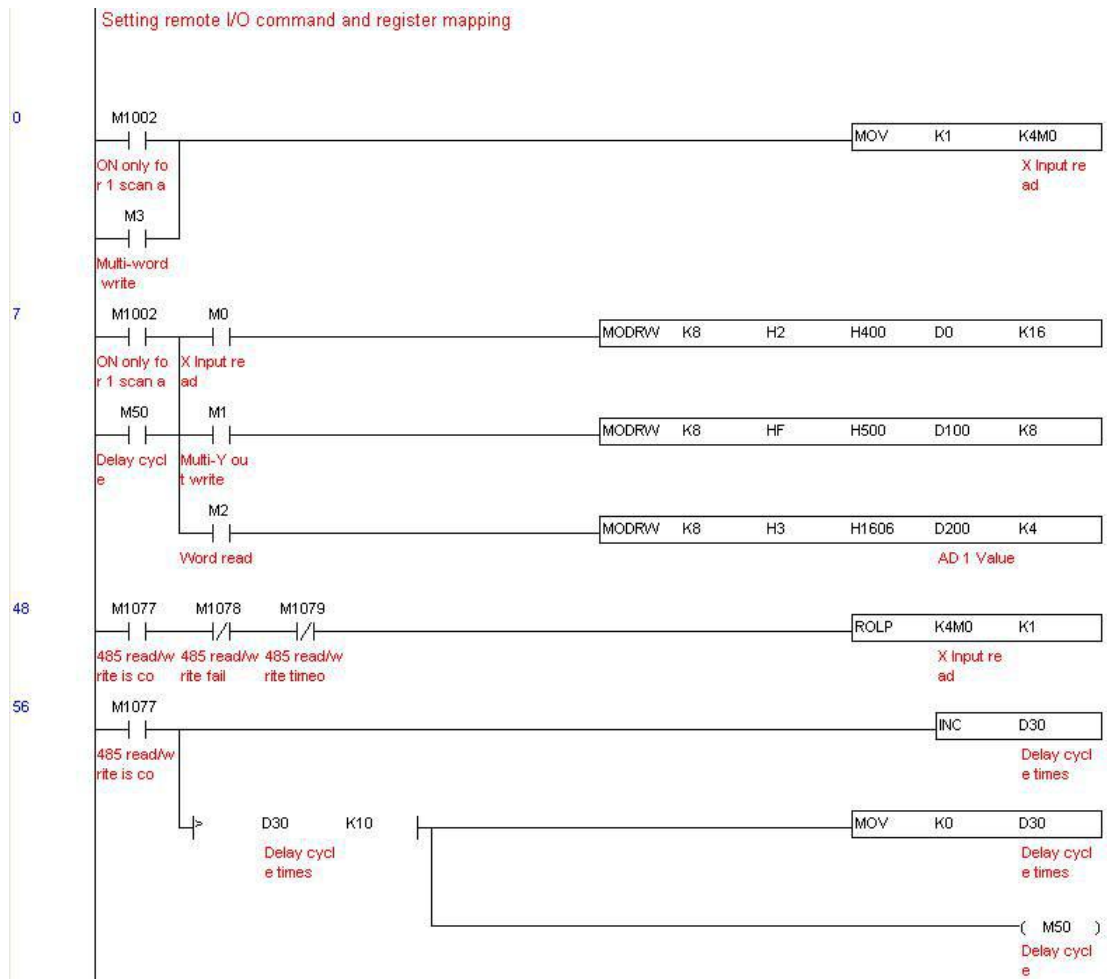 Setting remote I/O command and register mapping
0
M1002
MOV K1 K4M0
ON only fo
r 1 scan a
X Input re
ad
M3
Multi-word
write
7
M1002 M0
MODRW K8 H2 H400 D0 K16
ON only fo X Input re
r 1 scan a ad
M50 M1
MODRW K8 HF H500 D100 K8
Delay cycl Multi-Y ou
e t write
M2
MODRW K8 H3 H1606 D200 K4
Word read AD 1 Value
48
M1077 M1078 M1079
ROLP K4M0 K1
485 read/w 485 read/w 485 read/w X Input re
rite is co rite fail rite timeo ad
56
M1077
INC D30
485 read/w Delay cycl
rite is co e times
> D30 K10 MOV K0 D30
Delay cycl Delay cycl
e times e times
( M50 )
Delay cycl
e